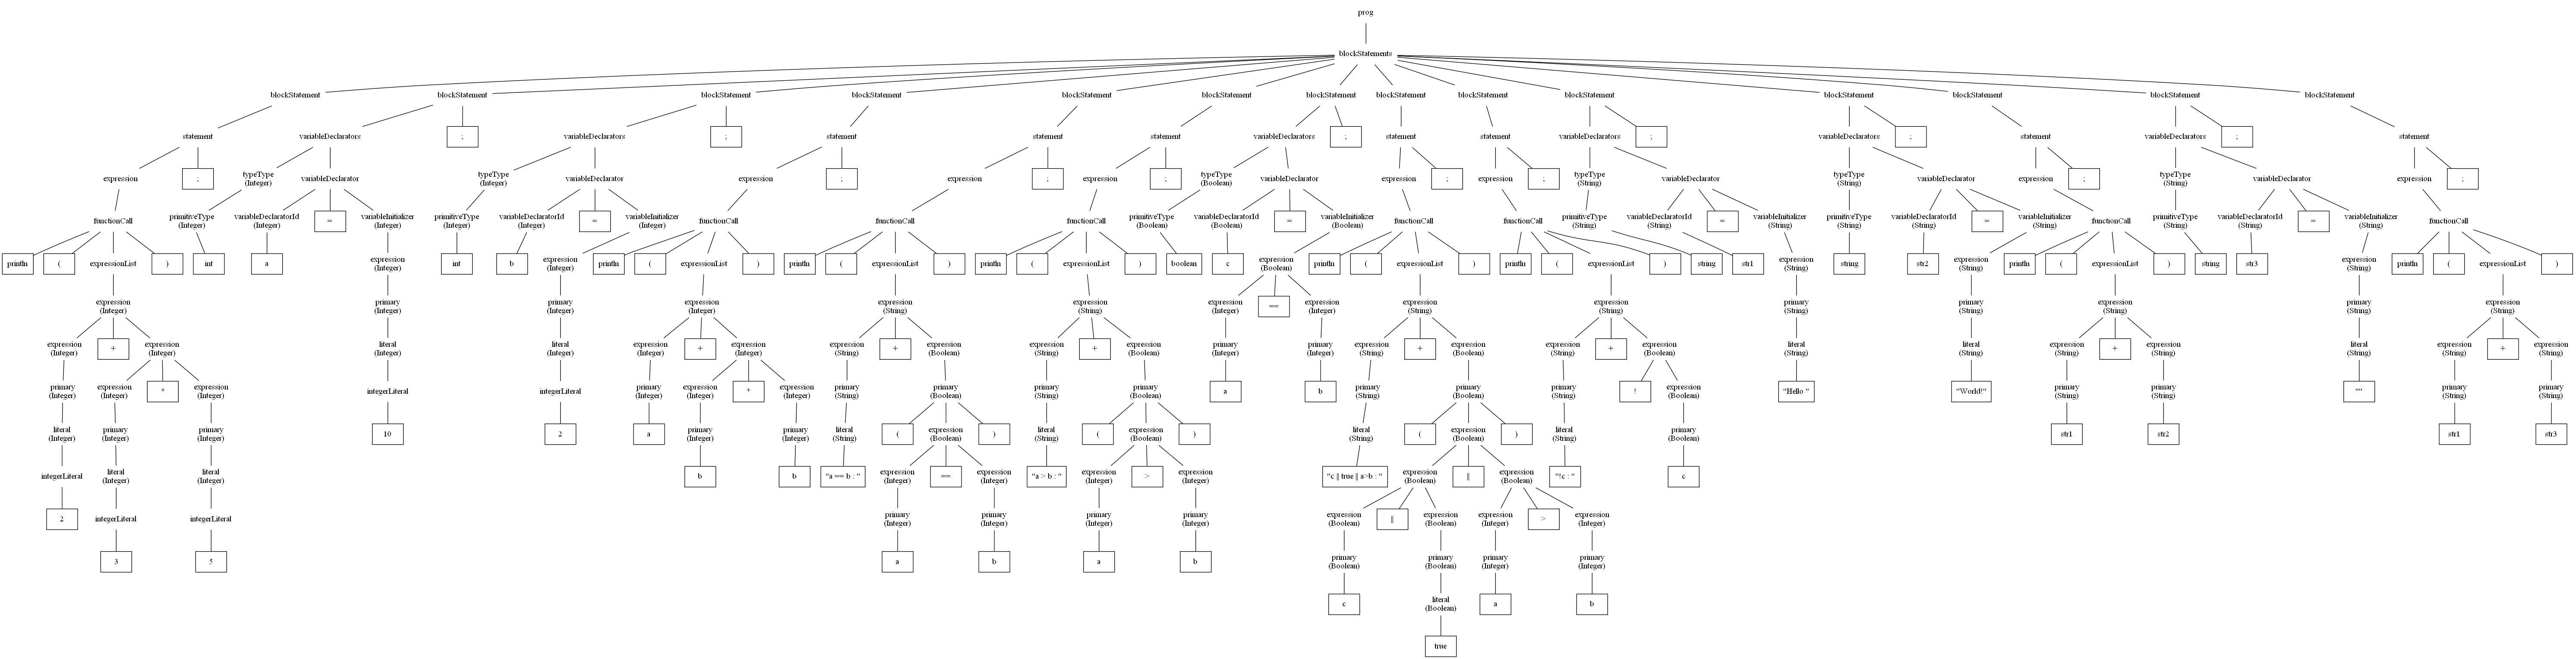 prog
blockStatements
blockStatement blockStatement blockStatement blockStatement blockStatement blockStatement blockStatement blockStatement blockStatement blockStatement blockStatement blockStatement blockStatement blockStatement
statement variableDeclarators ; variableDeclarators ; statement statement statement variableDeclarators ; statement statement variableDeclarators ; variableDeclarators ; statement variableDeclarators ; statement
expression ; typeType (Integer) variableDeclarator typeType (Integer) variableDeclarator expression ; expression ; expression ; typeType (Boolean) variableDeclarator expression ; expression ; typeType (String) variableDeclarator typeType (String) variableDeclarator expression ; typeType (String) variableDeclarator expression ;
functionCall primitiveType (Integer) variableDeclaratorId (Integer) = variableInitializer (Integer) primitiveType (Integer) variableDeclaratorId (Integer) = variableInitializer (Integer) functionCall functionCall functionCall primitiveType (Boolean) variableDeclaratorId (Boolean) = variableInitializer (Boolean) functionCall functionCall primitiveType (String) variableDeclaratorId (String) = variableInitializer (String) primitiveType (String) variableDeclaratorId (String) = variableInitializer (String) functionCall primitiveType (String) variableDeclaratorId (String) = variableInitializer (String) functionCall
println ( expressionList ) int a expression (Integer) int b expression (Integer) println ( expressionList ) println ( expressionList ) println ( expressionList ) boolean c expression (Boolean) println ( expressionList ) println ( expressionList ) string str1 expression (String) string str2 expression (String) println ( expressionList ) string str3 expression (String) println ( expressionList )
expression (Integer) primary (Integer) primary (Integer) expression (Integer) expression (String) expression (String) expression (Integer) == expression (Integer) expression (String) expression (String) primary (String) primary (String) expression (String) primary (String) expression (String)
expression (Integer) + expression (Integer) literal (Integer) literal (Integer) expression (Integer) + expression (Integer) expression (String) + expression (Boolean) expression (String) + expression (Boolean) primary (Integer) primary (Integer) expression (String) + expression (Boolean) expression (String) + expression (Boolean) literal (String) literal (String) expression (String) + expression (String) literal (String) expression (String) + expression (String)
primary (Integer) expression (Integer) * expression (Integer) integerLiteral integerLiteral primary (Integer) expression (Integer) * expression (Integer) primary (String) primary (Boolean) primary (String) primary (Boolean) a b primary (String) primary (Boolean) primary (String) ! expression (Boolean) "Hello " "World!" primary (String) primary (String) "" primary (String) primary (String)
literal (Integer) primary (Integer) primary (Integer) 10 2 a primary (Integer) primary (Integer) literal (String) ( expression (Boolean) ) literal (String) ( expression (Boolean) ) literal (String) ( expression (Boolean) ) literal (String) primary (Boolean) str1 str2 str1 str3
integerLiteral literal (Integer) literal (Integer) b b "a == b : " expression (Integer) == expression (Integer) "a > b : " expression (Integer) > expression (Integer) "c || true || a>b : " expression (Boolean) || expression (Boolean) "!c : " c
2 integerLiteral integerLiteral primary (Integer) primary (Integer) primary (Integer) primary (Integer) expression (Boolean) || expression (Boolean) expression (Integer) > expression (Integer)
3 5 a b a b primary (Boolean) primary (Boolean) primary (Integer) primary (Integer)
c literal (Boolean) a b
true